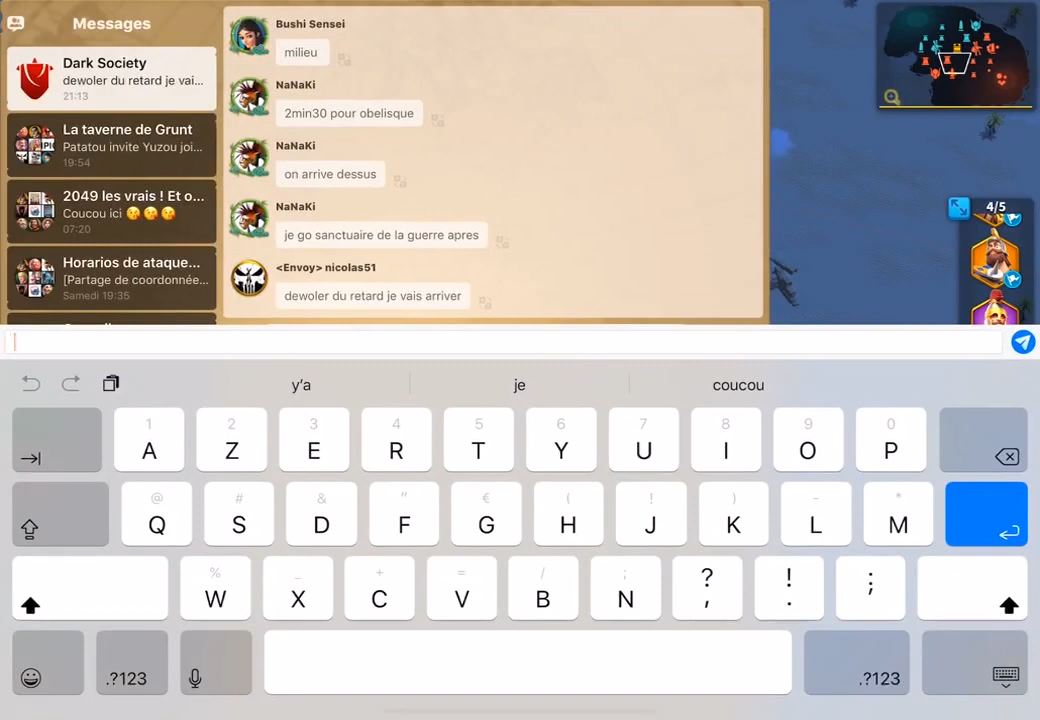 Messages
Dark Society
dewoler du retard je vai...
21:13
La taverne de Grunt
Patatou invite Yuzou joi...
19:54
2049 les vrais ! Et o...
Coucou ici 😘😘😘
07:20
Horarios de ataque...
[Partage de coordonnée...
Samedi 19:35
Bushi Sensei
milieu
NaNaKi
2min30 pour obelisque
NaNaKi
on arrive dessus
NaNaKi
je go sanctuaire de la guerre apres
<Envoy> nicolas51
dewoler du retard je vais arriver
4/5
y'a je coucou
1 2 3 4 5 6 7 8 9 0
A Z E R T Y U I O P
@ # & " € ( ! ) - *
Q S D F G H J K L M
% _ + = / ; ? ! ;
W X C V B N , .
.?123 .?123